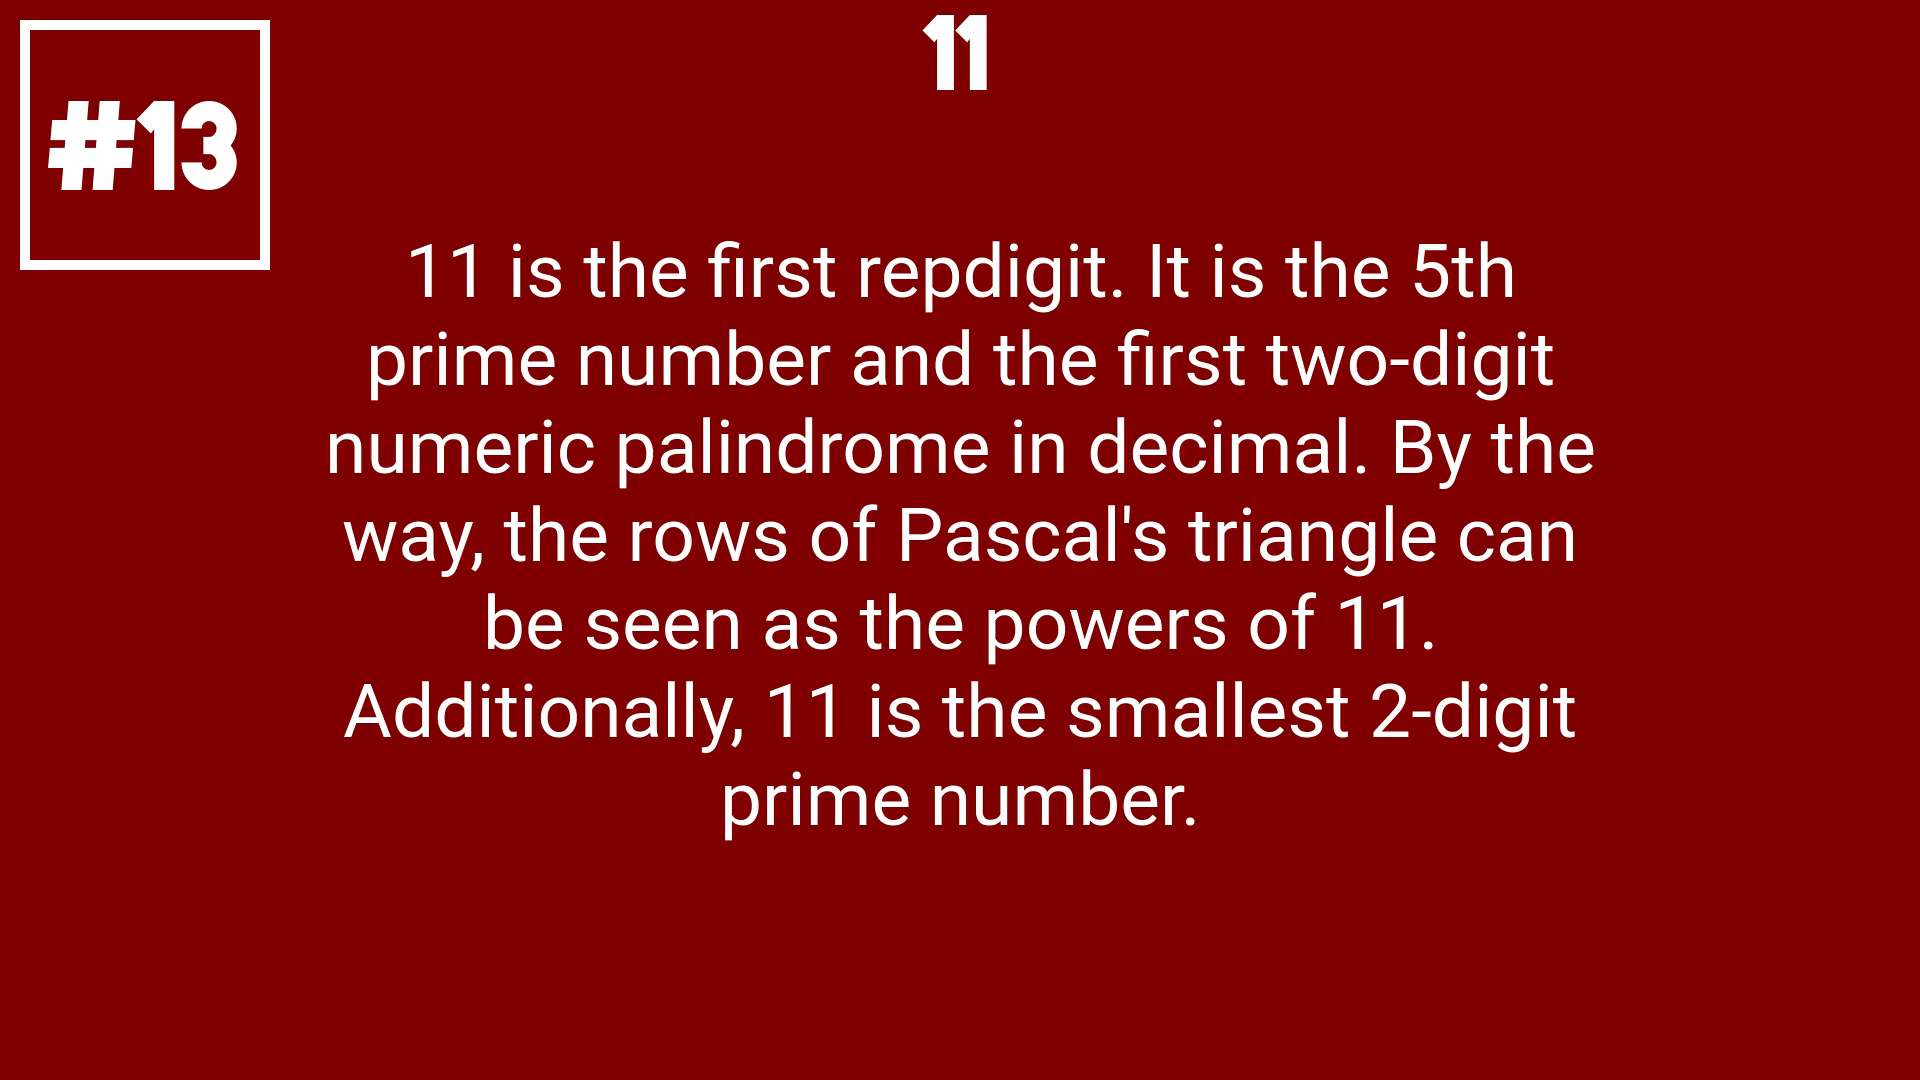 #13
11
11 is the first repdigit. It is the 5th
prime number and the first two-digit
numeric palindrome in decimal. By the
way, the rows of Pascal's triangle can
be seen as the powers of 11.
Additionally, 11 is the smallest 2-digit
prime number.